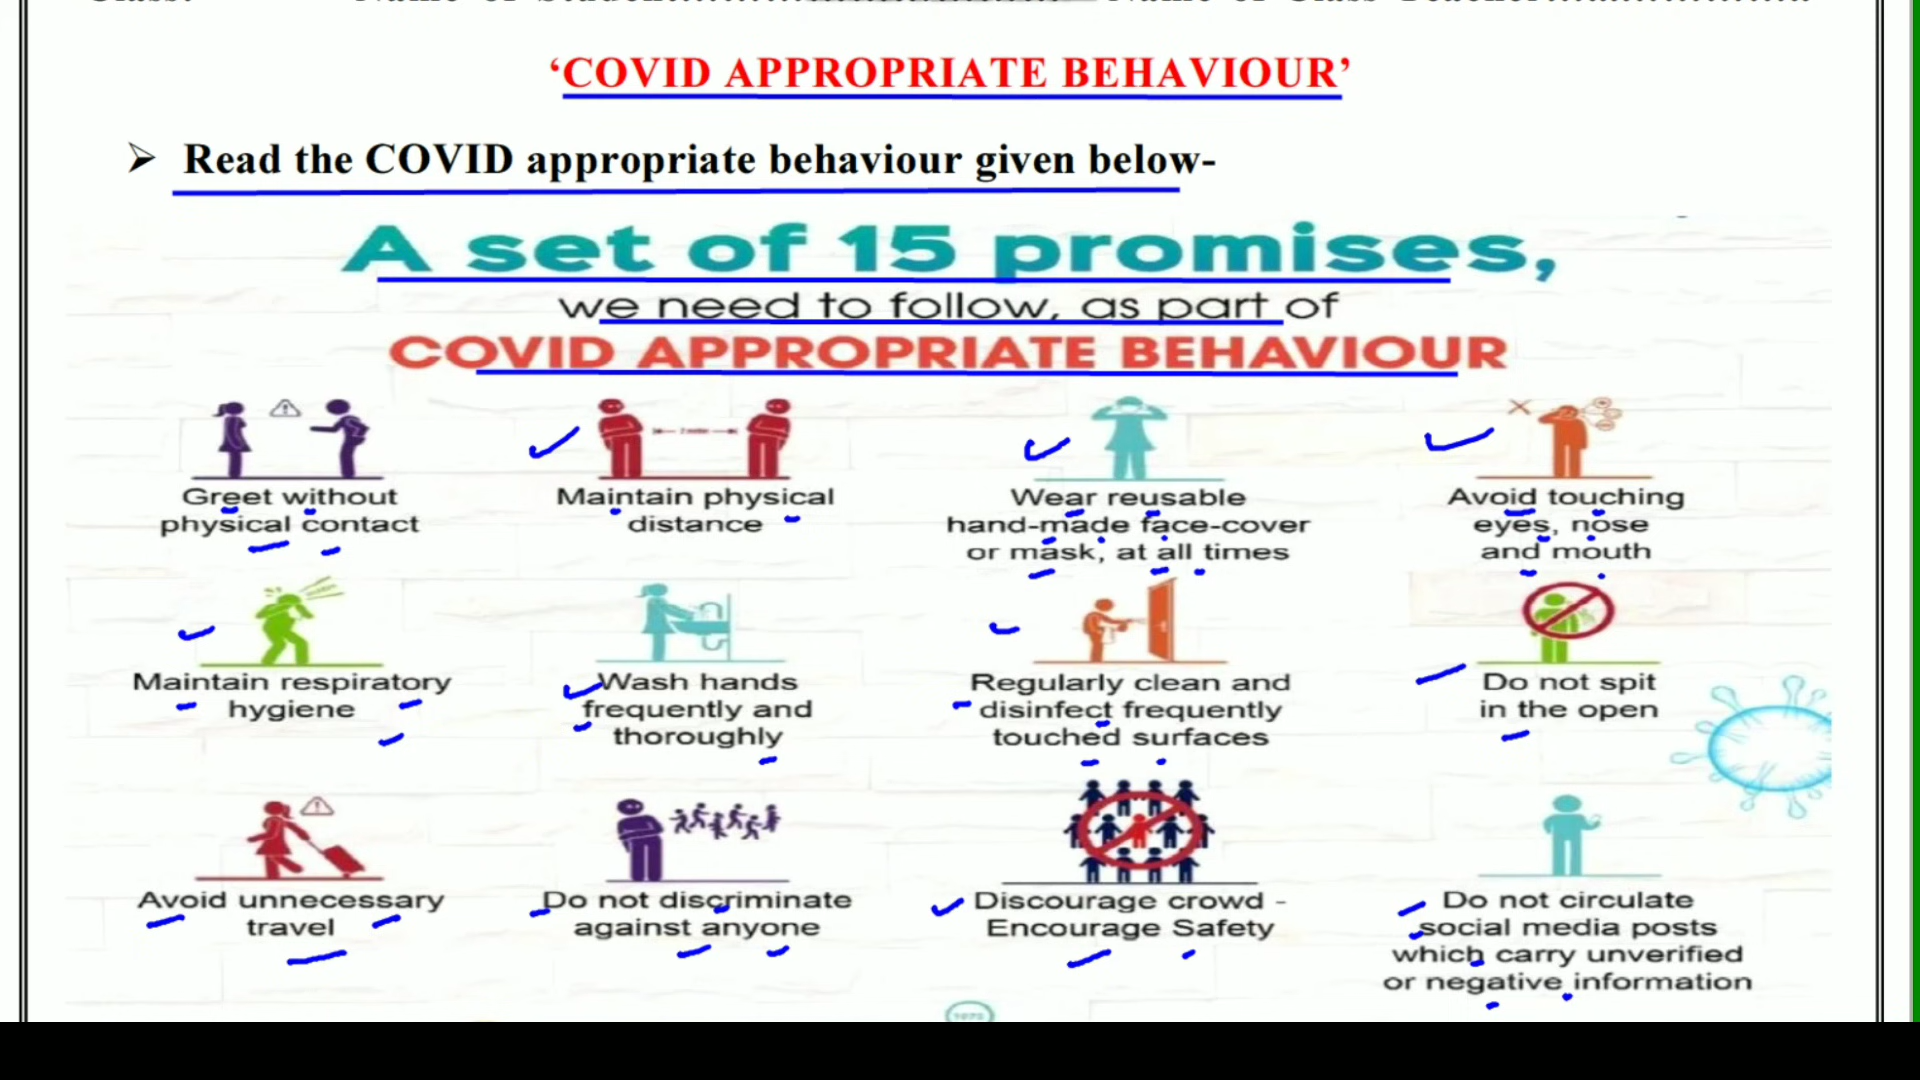 ‘COVID APPROPRIATE BEHAVIOUR’
➢ Read the COVID appropriate behaviour given below-
A set of 15 promises,
we need to follow, as part of
COVID APPROPRIATE BEHAVIOUR
Greet without
physical contact
Maintain physical
distance
Wear reusable
hand-made face-cover
or mask, at all times
Avoid touching
eyes, nose
and mouth
Maintain respiratory
hygiene
Wash hands
frequently and
thoroughly
Regularly clean and
disinfect frequently
touched surfaces
Do not spit
in the open
Avoid unnecessary
travel
Do not discriminate
against anyone
Discourage crowd -
Encourage Safety
Do not circulate
social media posts
which carry unverified
or negative information